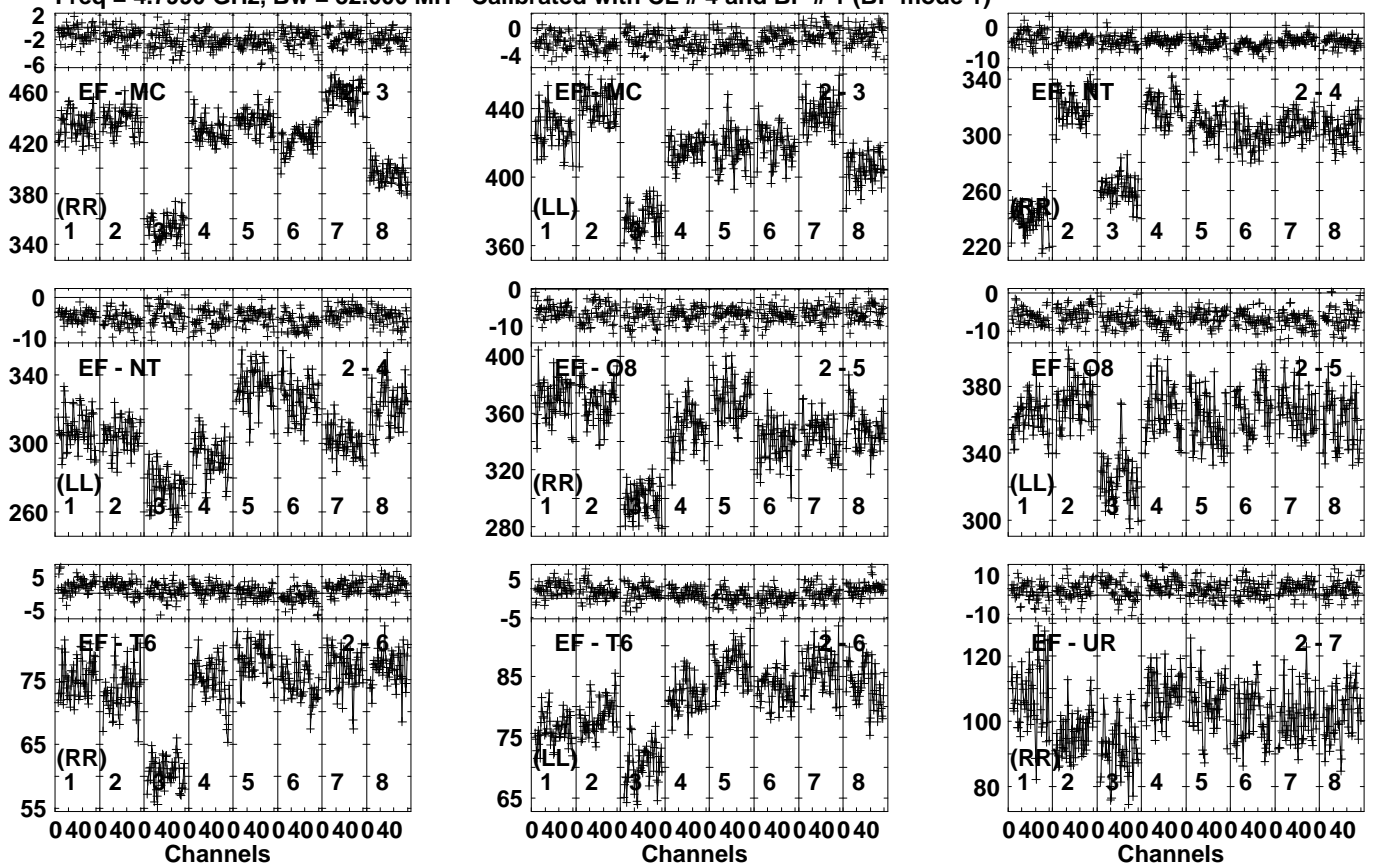 2 0 0
-2 -4 -10
-6
460 EF - MC 2 - 3 440 EF - MC 2 - 3 340 EF - NT 2 - 4
420 400 300
380 260
(RR) (LL) (RR)
340 1 2 3 4 5 6 7 8 360 1 2 3 4 5 6 7 8 220 1 2 3 4 5 6 7 8
0 0 0
-10 -10 -10
340 EF - NT 2 - 4 400 EF - O8 2 - 5 380 EF - O8 2 - 5
300 360 340
320
(LL) (RR) (LL)
260 1 2 3 4 5 6 7 8 280 1 2 3 4 5 6 7 8 300 1 2 3 4 5 6 7 8
5 5 10
-5 -5 -10
75 EF - T6 2 - 6 85 EF - T6 2 - 6 120 EF - UR 2 - 7
65 75 100
(RR) (LL) (RR)
55 1 2 3 4 5 6 7 8 65 1 2 3 4 5 6 7 8 80 1 2 3 4 5 6 7 8
0 40 0 40 0 40 0 40 0 40 0 40 0 40 0 40 0 40 0 40 0 40 0 40 0 40 0 40 0 40 0 40 0 40 0 40 0 40 0 40 0 40 0 40 0 40 0 40
Channels Channels Channels